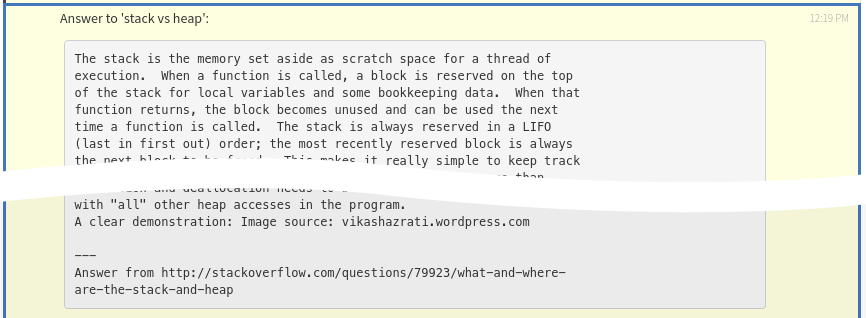 Answer to 'stack vs heap':
12:19 PM
The stack is the memory set aside as scratch space for a thread of
execution.  When a function is called, a block is reserved on the top
of the stack for local variables and some bookkeeping data.  When that
function returns, the block becomes unused and can be used the next
time a function is called.  The stack is always reserved in a LIFO
(last in first out) order; the most recently reserved block is always
the next block to be freed.  This makes it really simple to keep track
than
and deallocation needs to
with "all" other heap accesses in the program.
A clear demonstration: Image source: vikashazrati.wordpress.com
———
Answer from http://stackoverflow.com/questions/79923/what-and-where-
are-the-stack-and-heap